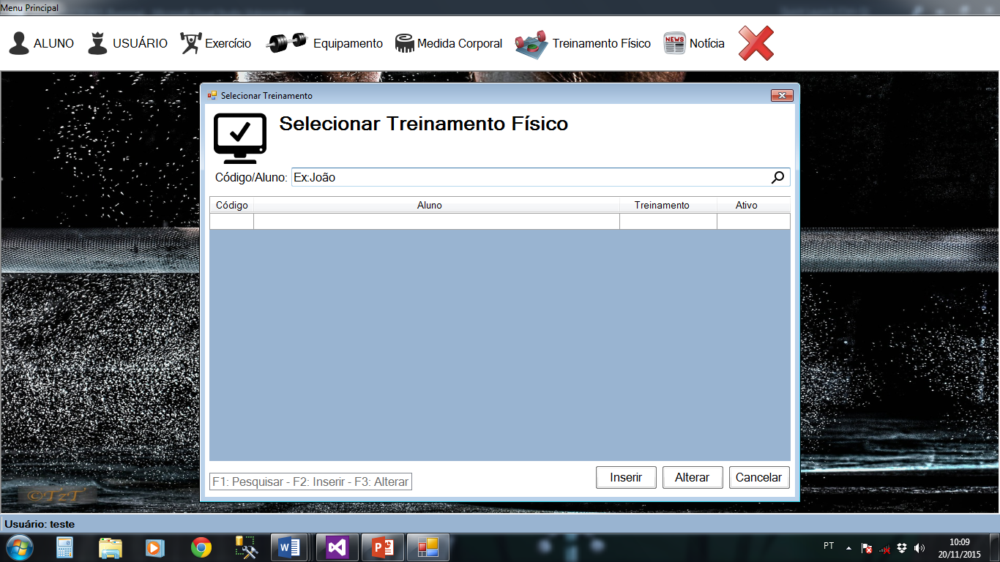 Menu Principal
ALUNO USUÁRIO Exercício Equipamento Medida Corporal Treinamento Físico NEWS Notícia
Selecionar Treinamento
Selecionar Treinamento Físico
Código/Aluno: Ex:João
Código Aluno Treinamento Ativo
F1: Pesquisar - F2: Inserir - F3: Alterar
Inserir Alterar Cancelar
©TzT
Usuário: teste
PT
10:09
20/11/2015